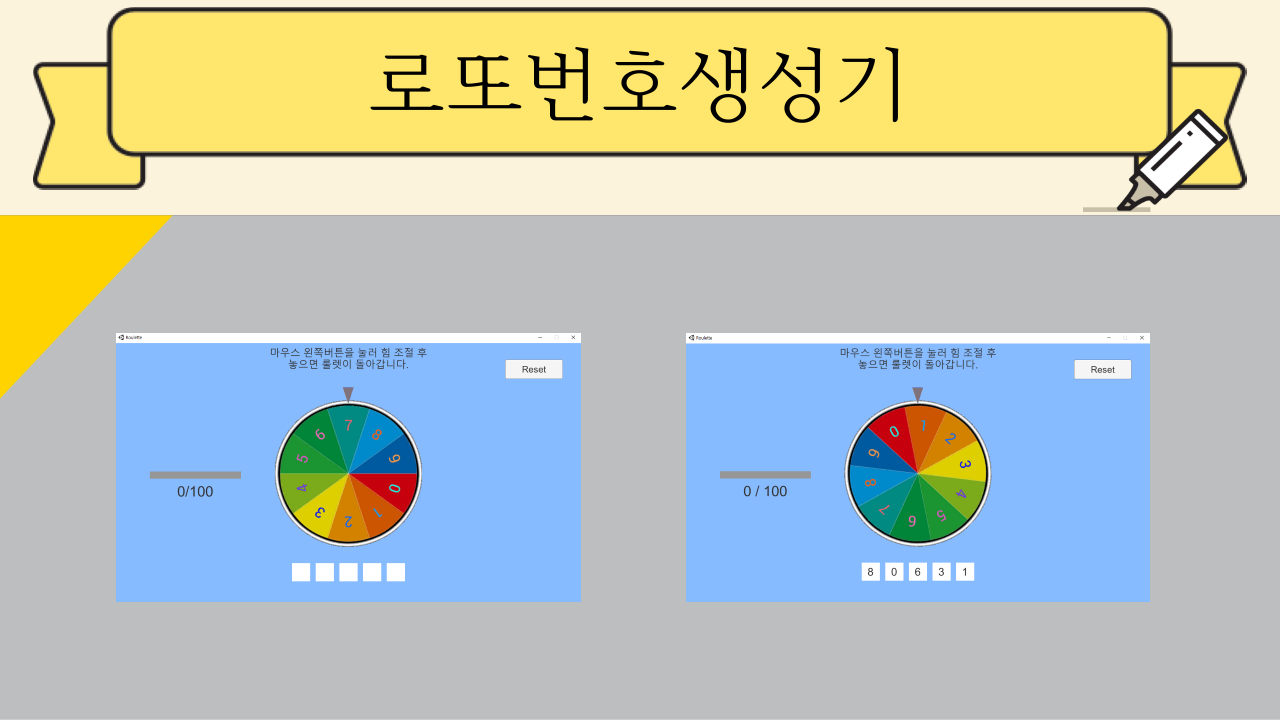 로또번호생성기
Roulette
마우스 왼쪽버튼을 눌러 힘 조절 후
놓으면 룰렛이 돌아갑니다.
Reset
7
8
9
0
1
2
3
4
5
6
0/100
Roulette
마우스 왼쪽버튼을 눌러 힘 조절 후
놓으면 룰렛이 돌아갑니다.
Reset
1
2
3
4
5
6
7
8
9
0
0 / 100
8 0 6 3 1